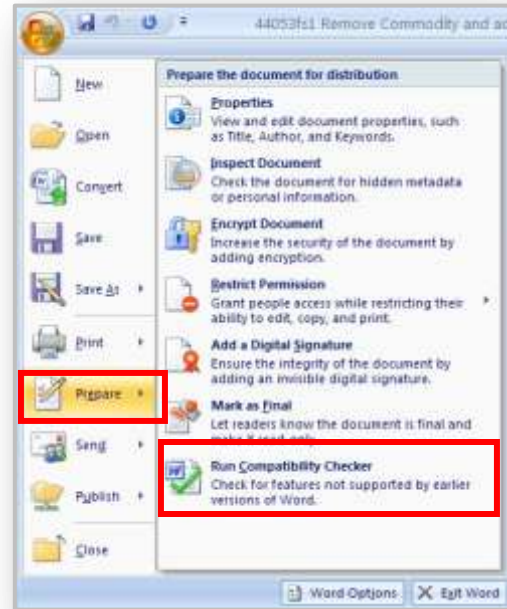 44053fs1 Remove Commodity and ad
New
Open
Convert
Save
Save As
Print
Prepare
Send
Publish
Close
Prepare the document for distribution
Properties
View and edit document properties, such
as Title, Author, and Keywords.
Inspect Document
Check the document for hidden metadata
or personal information.
Encrypt Document
Increase the security of the document by
adding encryption.
Restrict Permission
Grant people access while restricting their
ability to edit, copy, and print.
Add a Digital Signature
Ensure the integrity of the document by
adding an invisible digital signature.
Mark as Final
Let readers know the document is final and
make it read-only.
Run Compatibility Checker
Check for features not supported by earlier
versions of Word.
Word Options
Exit Word